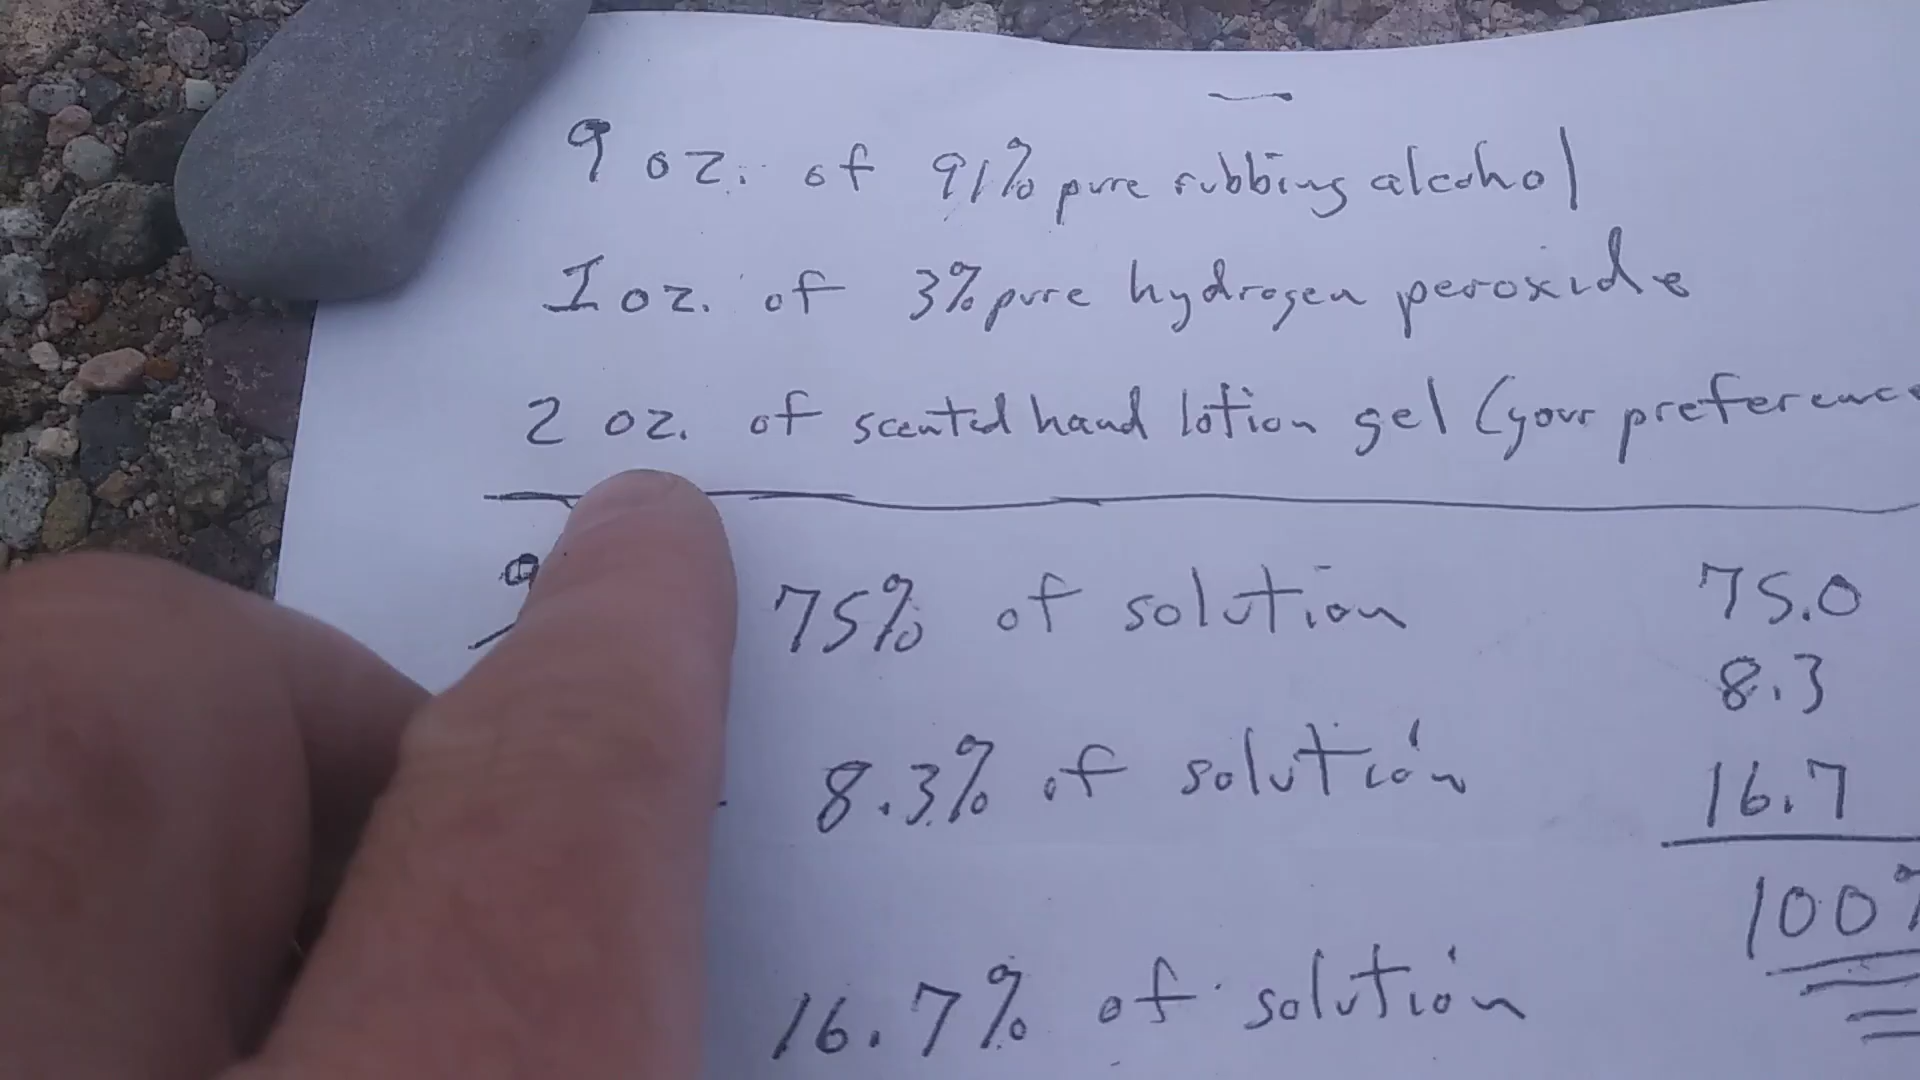 9 oz. of 91% pure rubbing alcohol
1 oz. of 3% pure hydrogen peroxide
2 oz. of scented hand lotion gel (your preference
9
75% of solution
8.3% of solution
16.7% of solution
75.0
8.3
16.7
100%